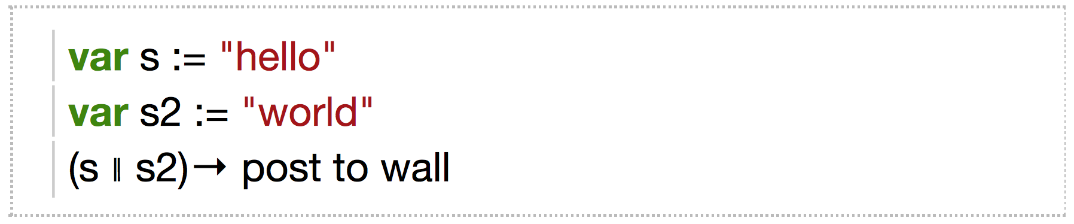 var s := "hello"
var s2 := "world"
(s ∥ s2)→ post to wall